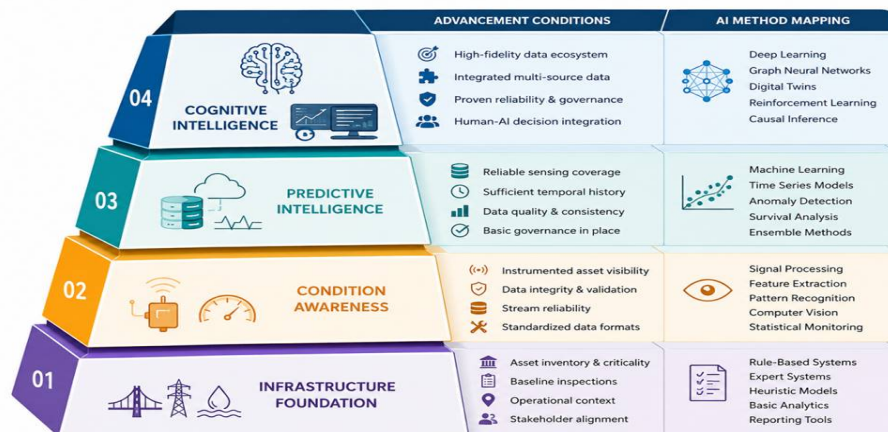 ADVANCEMENT CONDITIONS
AI METHOD MAPPING
04
COGNITIVE
INTELLIGENCE
High-fidelity data ecosystem
Integrated multi-source data
Proven reliability & governance
Human-AI decision integration
Deep Learning
Graph Neural Networks
Digital Twins
Reinforcement Learning
Causal Inference
03
PREDICTIVE
INTELLIGENCE
Reliable sensing coverage
Sufficient temporal history
Data quality & consistency
Basic governance in place
Machine Learning
Time Series Models
Anomaly Detection
Survival Analysis
Ensemble Methods
02
CONDITION
AWARENESS
Instrumented asset visibility
Data integrity & validation
Stream reliability
Standardized data formats
Signal Processing
Feature Extraction
Pattern Recognition
Computer Vision
Statistical Monitoring
01
INFRASTRUCTURE
FOUNDATION
Asset inventory & criticality
Baseline inspections
Operational context
Stakeholder alignment
Rule-Based Systems
Expert Systems
Heuristic Models
Basic Analytics
Reporting Tools